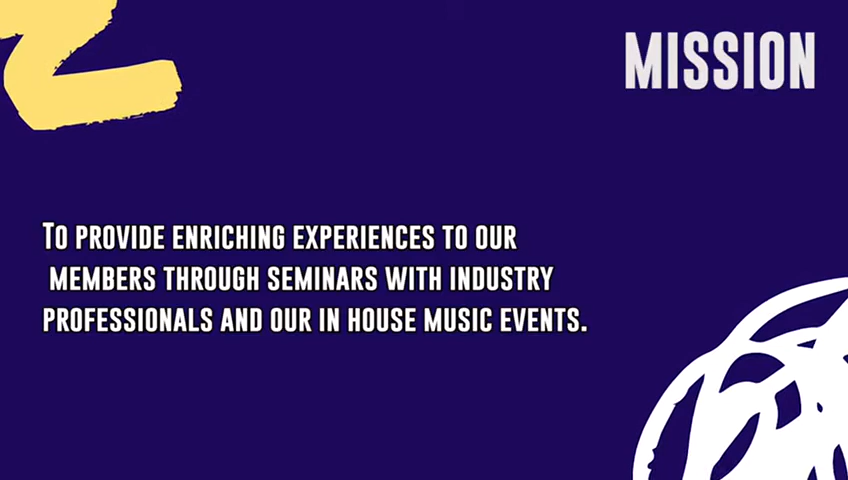 MISSION
To provide enriching experiences to our
members through seminars with industry
professionals and our in house music events.